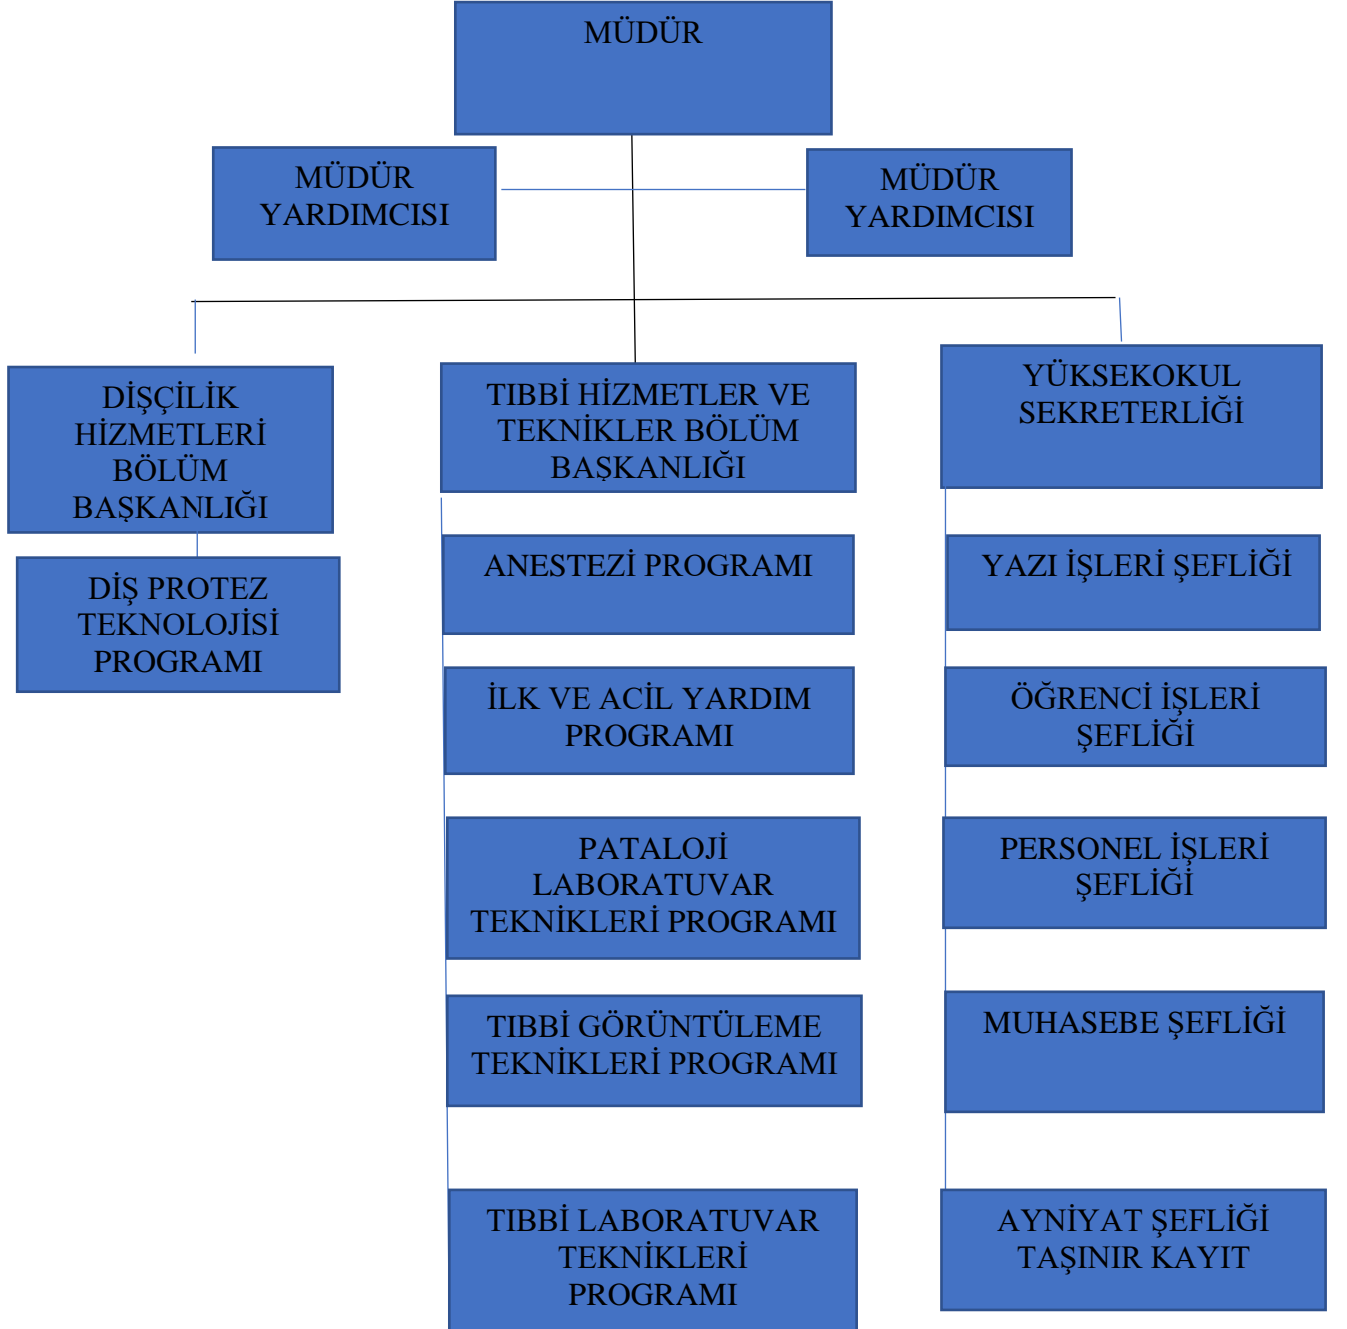 MÜDÜR
MÜDÜR
YARDIMCISI
MÜDÜR
YARDIMCISI
DİŞÇİLİK
HİZMETLERİ
BÖLÜM
BAŞKANLIĞI
DİŞ PROTEZ
TEKNOLOJİSİ
PROGRAMI
TIBBİ HİZMETLER VE
TEKNİKLER BÖLÜM
BAŞKANLIĞI
ANESTEZİ PROGRAMI
İLK VE ACİL YARDIM
PROGRAMI
PATALOJİ
LABORATUVAR
TEKNİKLERİ PROGRAMI
TIBBİ GÖRÜNTÜLEME
TEKNİKLERİ PROGRAMI
TIBBİ LABORATUVAR
TEKNİKLERİ
PROGRAMI
YÜKSEKOKUL
SEKRETERLİĞİ
YAZI İŞLERİ ŞEFLİĞİ
ÖĞRENCİ İŞLERİ
ŞEFLİĞİ
PERSONEL İŞLERİ
ŞEFLİĞİ
MUHASEBE ŞEFLİĞİ
AYNİYAT ŞEFLİĞİ
TAŞINIR KAYIT